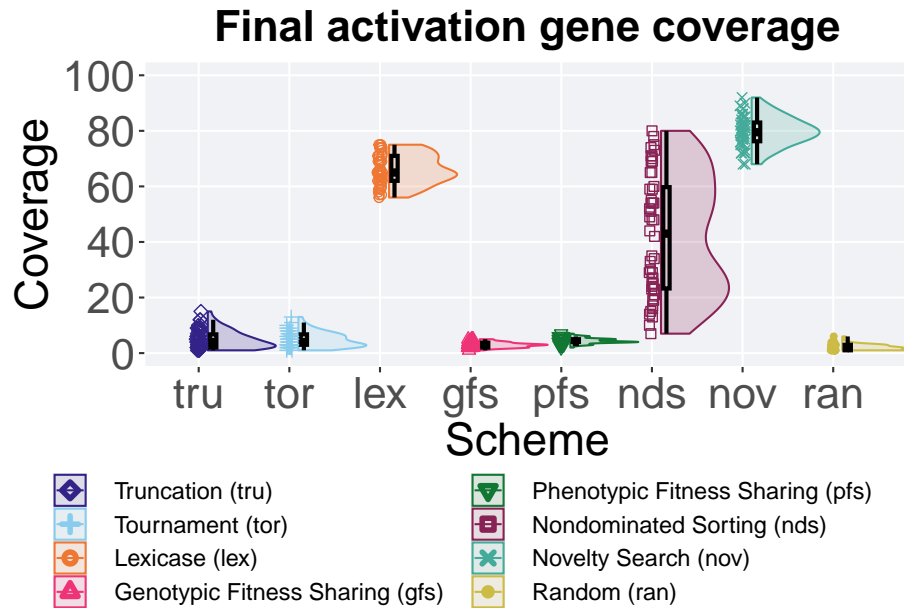 Final activation gene coverage
100
80
60
40
20
0
Coverage
tru tor lex gfs pfs nds nov ran
Scheme
Truncation (tru)
Tournament (tor)
Lexicase (lex)
Genotypic Fitness Sharing (gfs)
Phenotypic Fitness Sharing (pfs)
Nondominated Sorting (nds)
Novelty Search (nov)
Random (ran)